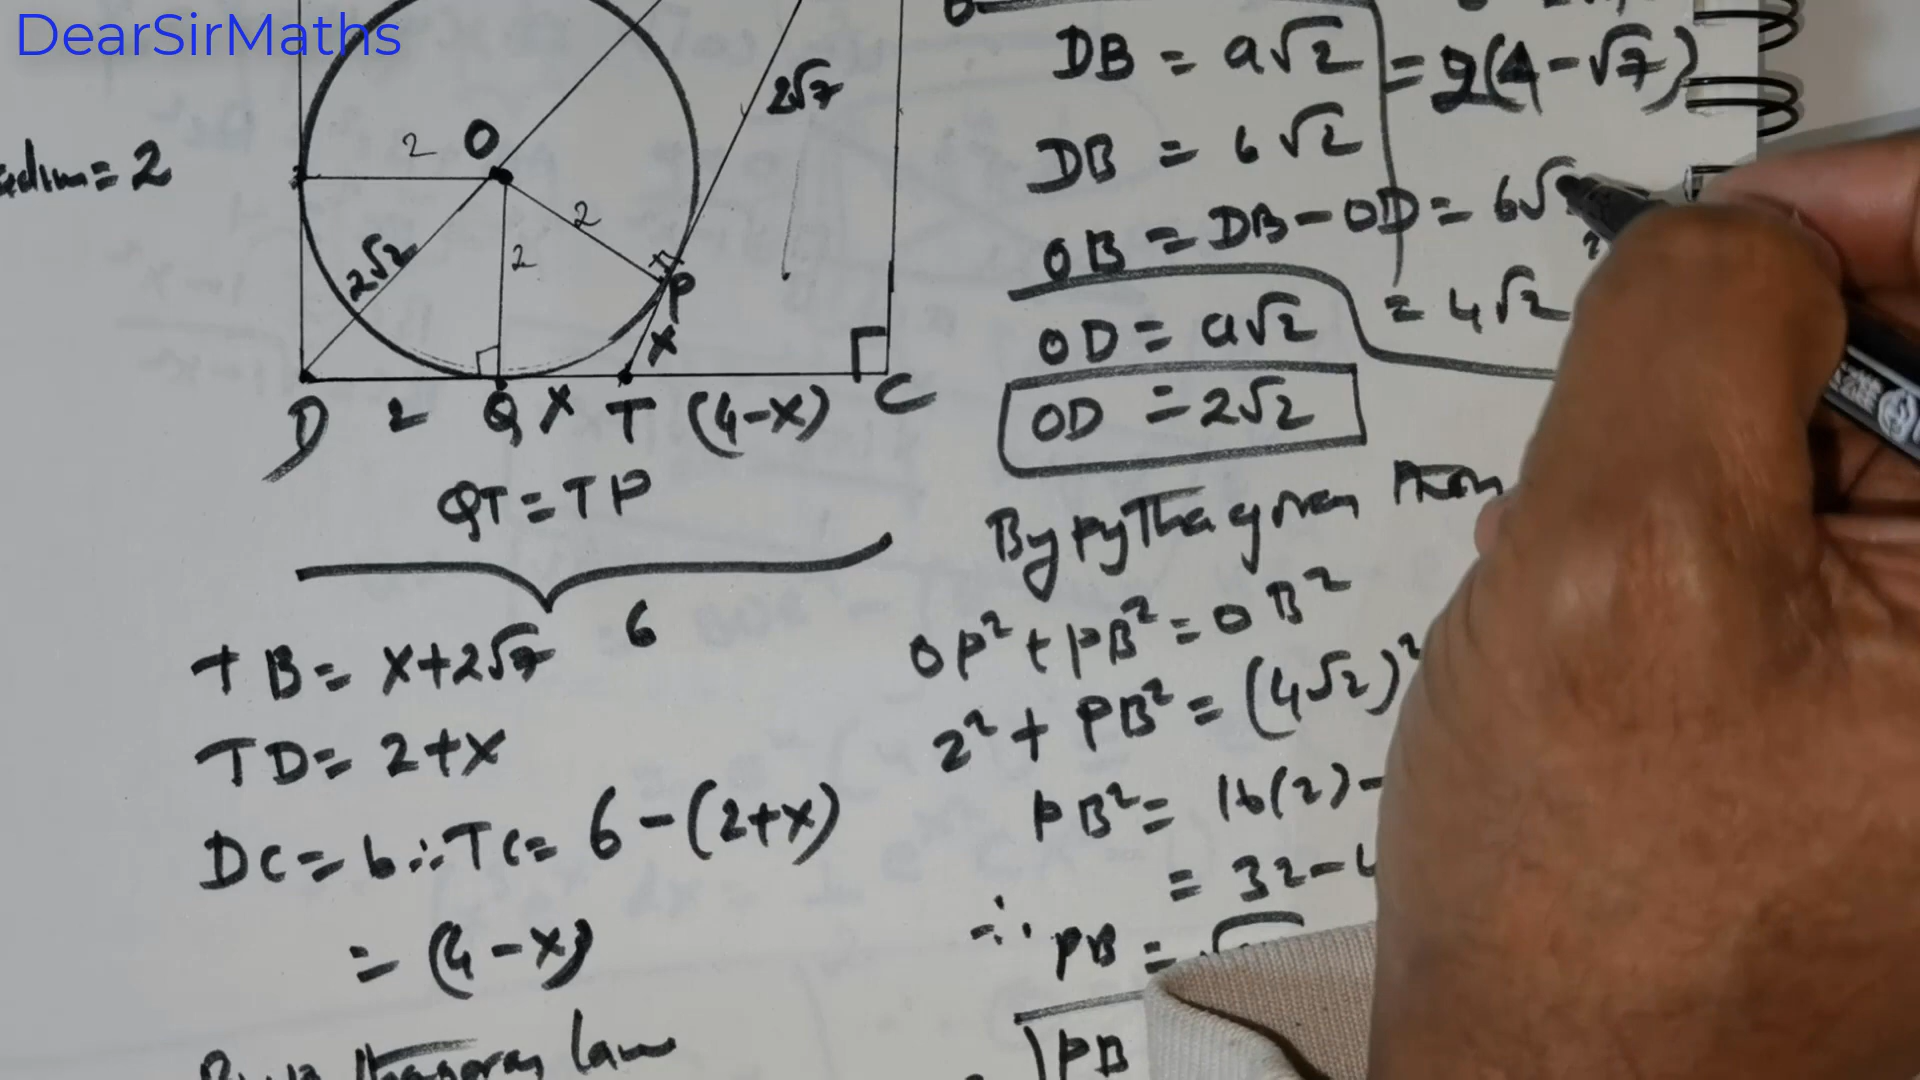 DearSirMaths
= 2
2 O
2
2
2√2
2√7
P
x
D 2 Q x T (4-x) C
QT = TP
6
TB = x+2√7
TD = 2+x
DC = 6 ∴ TC = 6-(2+x)
= (4-x)
law
DB = a√2
= 2(4-√7)
DB = 6√2
OB = DB - OD = 6√
= 4√2
OD = a√2
OD = 2√2
By
OP² + PB² = OB²
2² + PB² = (4√2)²
PB² = 16(2)-
= 32-
∴ PB = √
PB